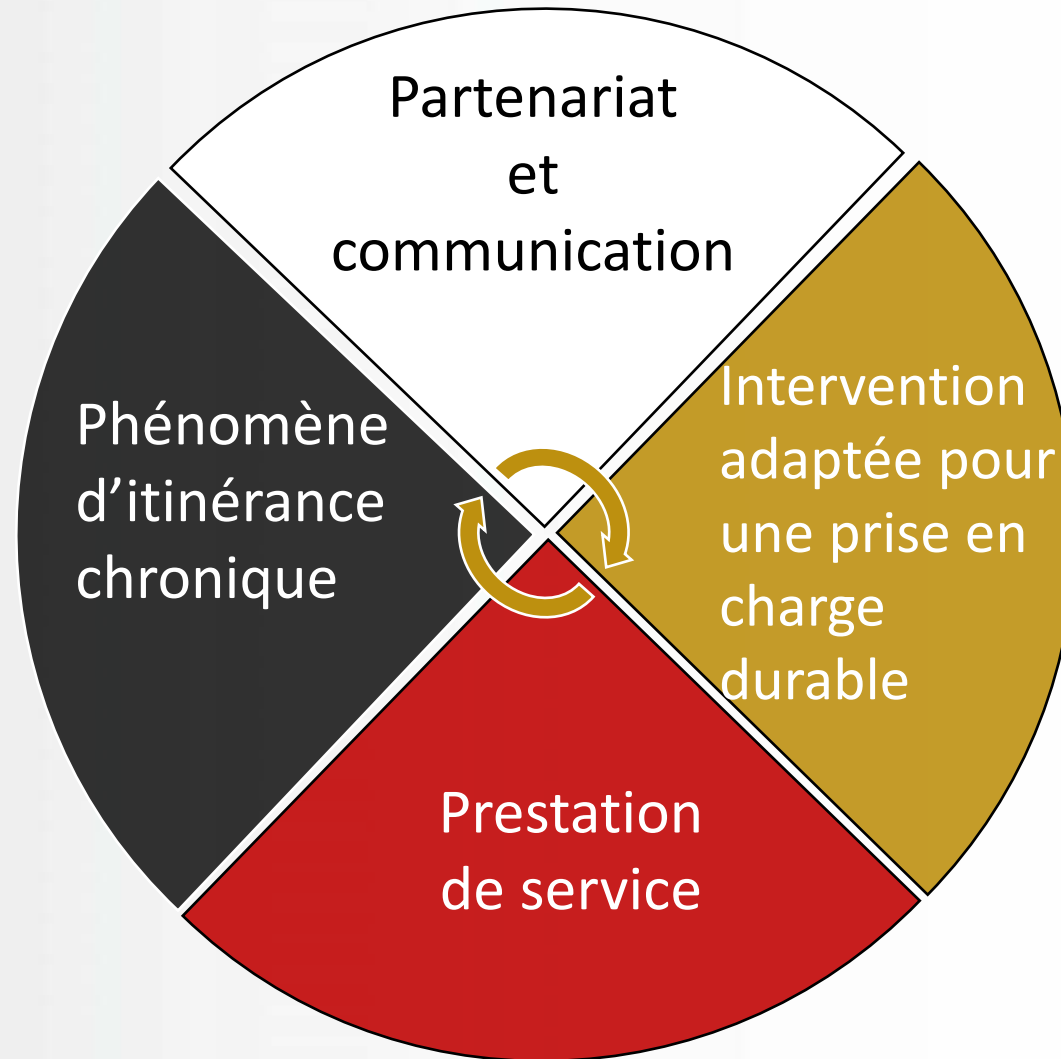 Partenariat
et
communication
Intervention
adaptée pour
une prise en
charge
durable
Prestation
de service
Phénomène
d’itinérance
chronique